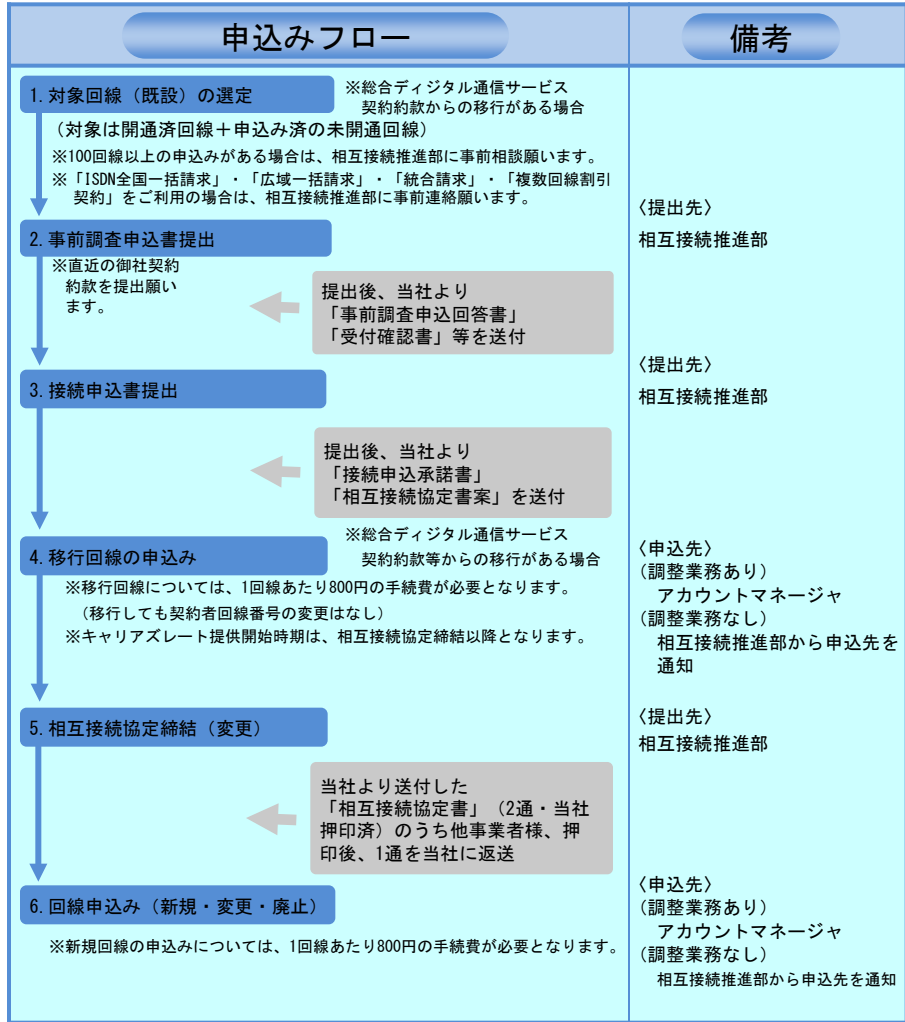 申込みフロー
備考
1. 対象回線（既設）の選定
※総合ディジタル通信サービス
契約約款からの移行がある場合
（対象は開通済回線＋申込み済の未開通回線）
※100回線以上の申込みがある場合は、相互接続推進部に事前相談願います。
※「ISDN全国一括請求」・「広域一括請求」・「統合請求」・「複数回線割引
契約」をご利用の場合は、相互接続推進部に事前連絡願います。
〈提出先〉
2. 事前調査申込書提出
相互接続推進部
※直近の御社契約
約款を提出願い
ます。
提出後、当社より
「事前調査申込回答書」
「受付確認書」等を送付
〈提出先〉
3. 接続申込書提出
相互接続推進部
提出後、当社より
「接続申込承諾書」
「相互接続協定書案」を送付
※総合ディジタル通信サービス
契約約款等からの移行がある場合
4. 移行回線の申込み
※移行回線については、1回線あたり800円の手続費が必要となります。
（移行しても契約者回線番号の変更はなし）
※キャリアズレート提供開始時期は、相互接続協定締結以降となります。
〈申込先〉
(調整業務あり)
アカウントマネージャ
(調整業務なし)
相互接続推進部から申込先を
通知
5. 相互接続協定締結（変更）
〈提出先〉
相互接続推進部
当社より送付した
「相互接続協定書」（2通・当社
押印済）のうち他事業者様、押
印後、1通を当社に返送
6. 回線申込み（新規・変更・廃止）
※新規回線の申込みについては、1回線あたり800円の手続費が必要となります。
〈申込先〉
(調整業務あり)
アカウントマネージャ
(調整業務なし)
相互接続推進部から申込先を通知